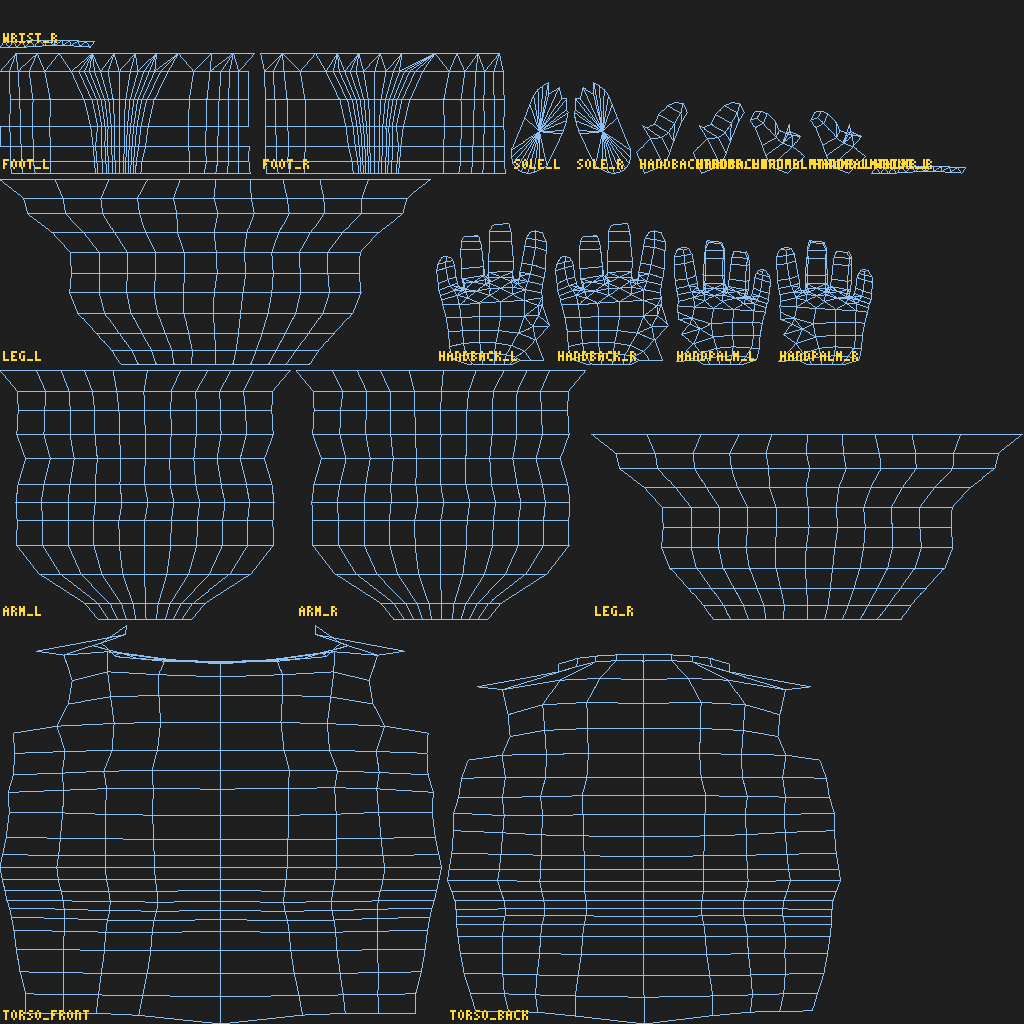 WRIST_R
FOOT_L
FOOT_R
SOLE_L
SOLE_R
LEG_L
HANDBACK_L
HANDBACK_R
HANDPALM_L
HANDPALM_R
ARM_L
ARM_R
LEG_R
TORSO_FRONT
TORSO_BACK